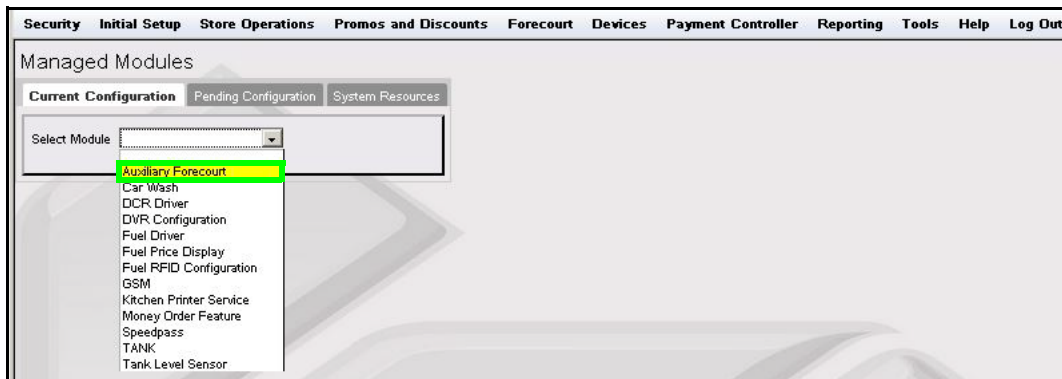 Security Initial Setup Store Operations Promos and Discounts Forecourt Devices Payment Controller Reporting Tools Help Log Out
Managed Modules
Current Configuration Pending Configuration System Resources
Select Module
Auxiliary Forecourt
Car Wash
DCR Driver
DVR Configuration
Fuel Driver
Fuel Price Display
Fuel RFID Configuration
GSM
Kitchen Printer Service
Money Order Feature
Speedpass
TANK
Tank Level Sensor